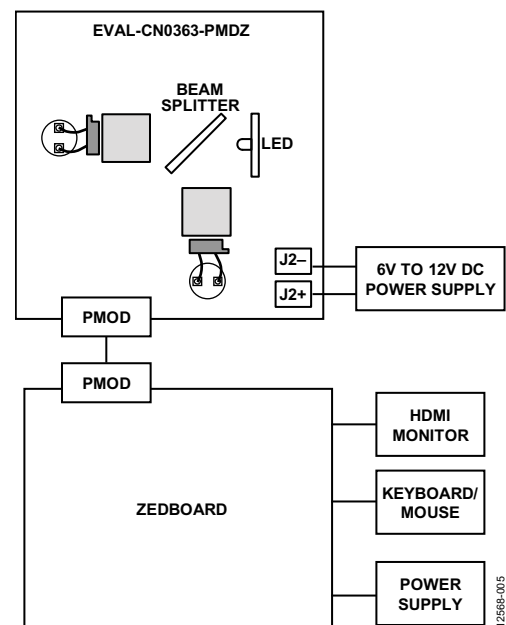 EVAL-CN0363-PMDZ
BEAM
SPLITTER
LED
J2–
J2+
6V TO 12V DC
POWER SUPPLY
PMOD
PMOD
ZEDBOARD
HDMI
MONITOR
KEYBOARD/
MOUSE
POWER
SUPPLY
12568-005